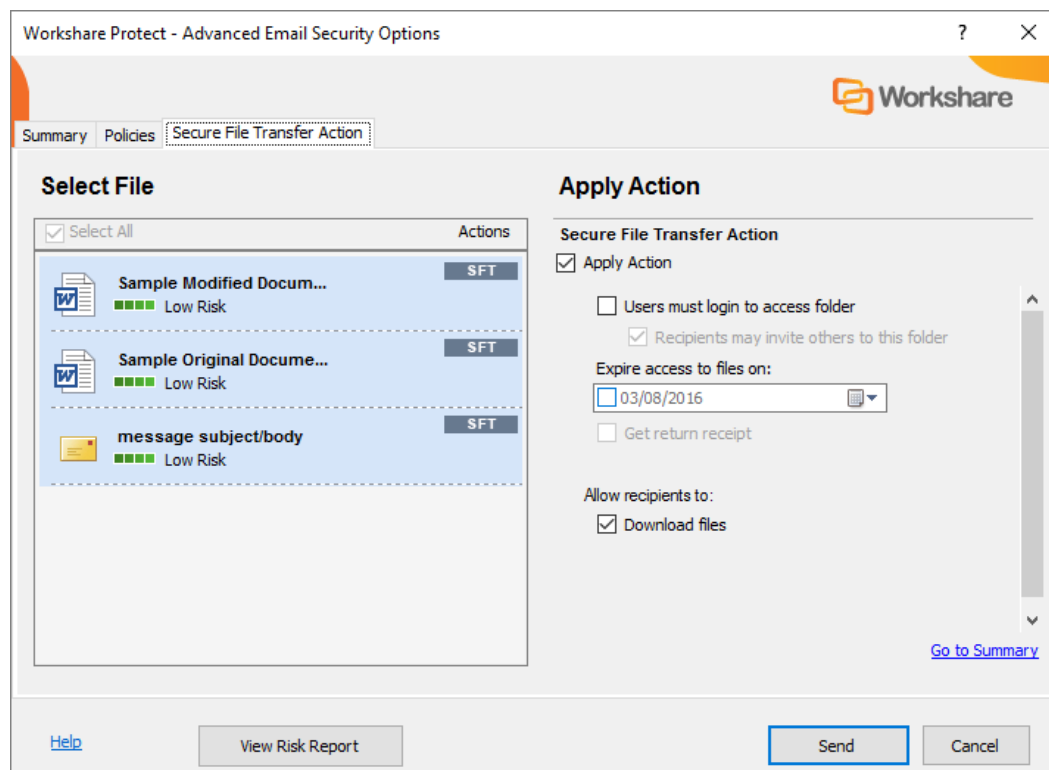 Workshare Protect - Advanced Email Security Options
?
Workshare
Summary
Policies
Secure File Transfer Action
Select File
Select All
Actions
SFT
Sample Modified Docum...
Low Risk
SFT
Sample Original Docume...
Low Risk
SFT
message subject/body
Low Risk
Apply Action
Secure File Transfer Action
Apply Action
Users must login to access folder
Recipients may invite others to this folder
Expire access to files on:
03/08/2016
Get return receipt
Allow recipients to:
Download files
Go to Summary
Help
View Risk Report
Send
Cancel